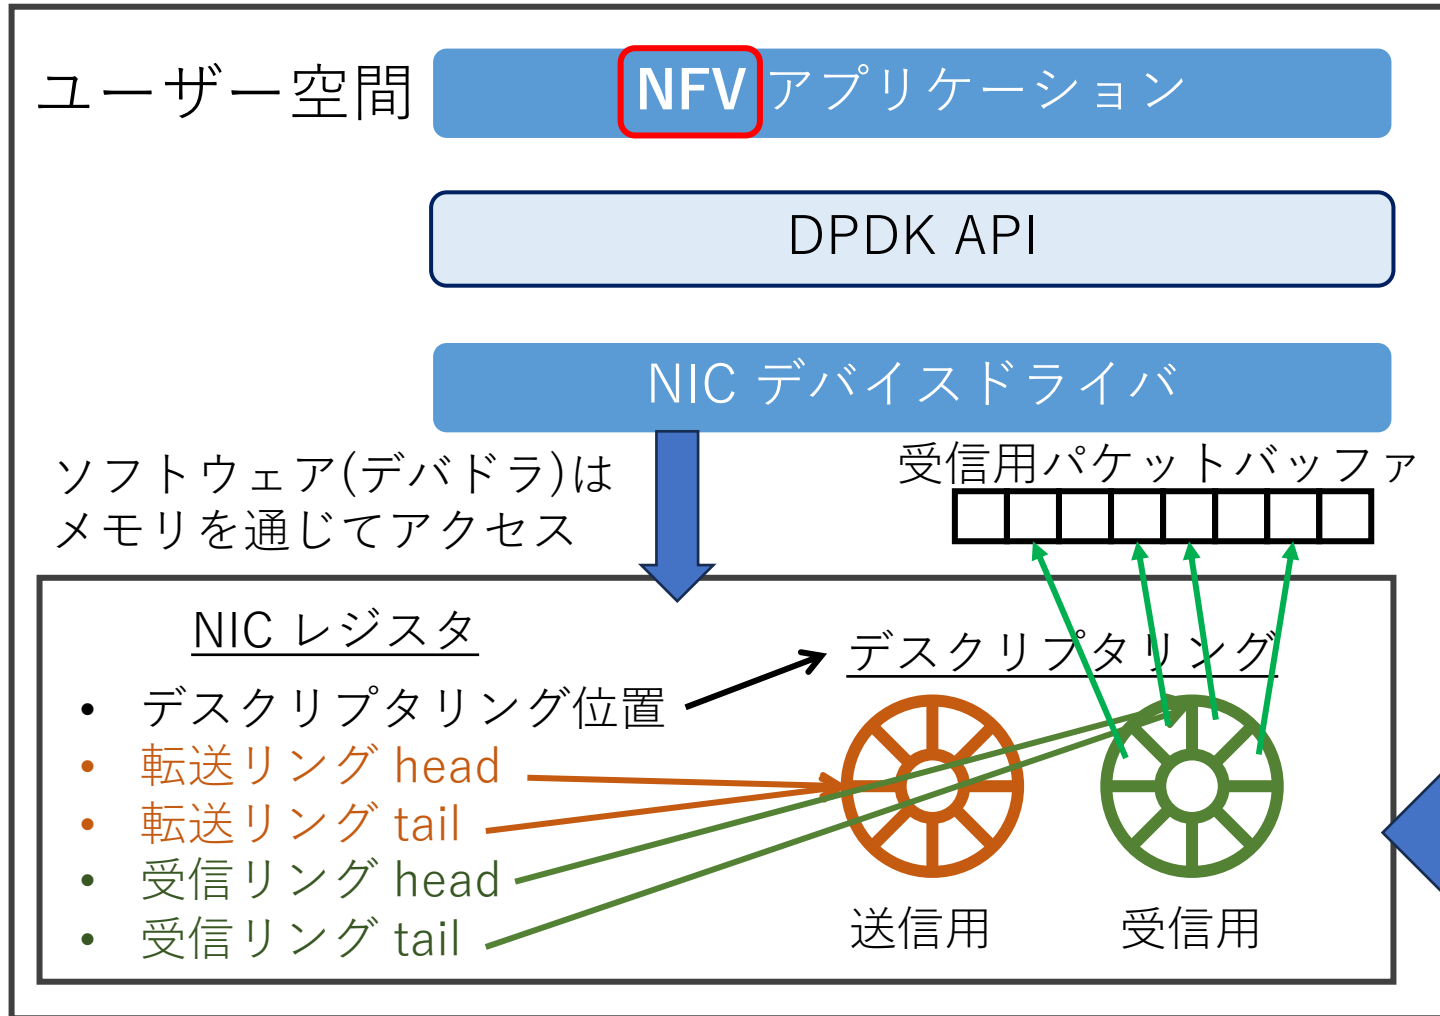 ユーザー空間
NFV アプリケーション
DPDK API
NIC デバイスドライバ
ソフトウェア(デバドラ)は
メモリを通じてアクセス
受信用パケットバッファ
NIC レジスタ
• デスクリプタリング位置
• 転送リング head
• 転送リング tail
• 受信リング head
• 受信リング tail
デスクリプタリング
送信用
受信用